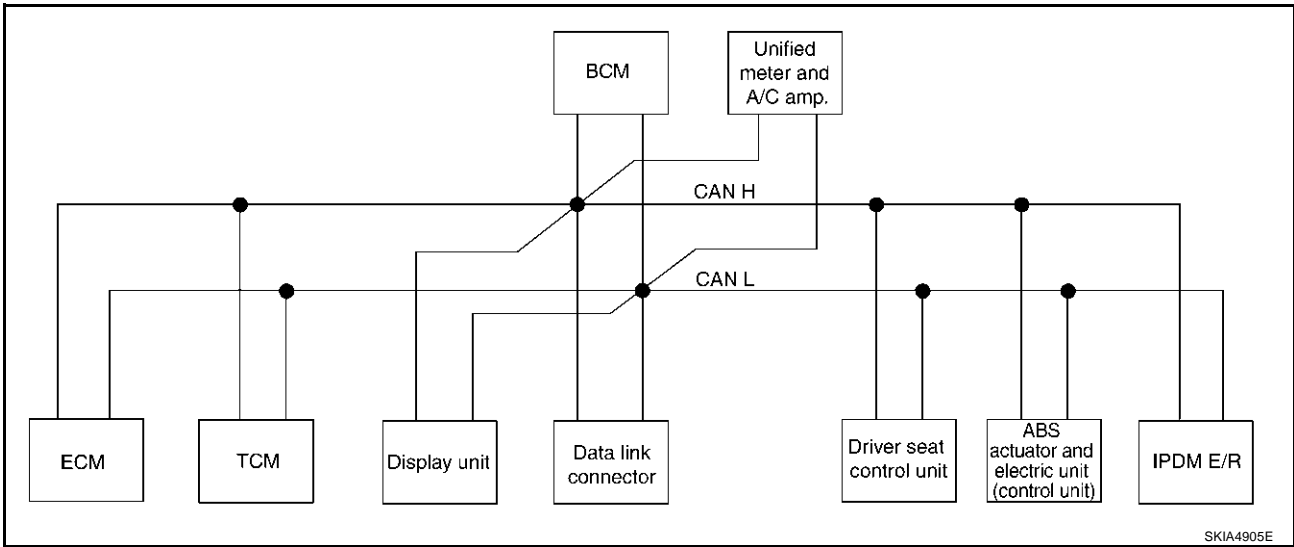 BCM
Unified
meter and
A/C amp.
CAN H
CAN L
ECM
TCM
Display unit
Data link
connector
Driver seat
control unit
ABS
actuator and
electric unit
(control unit)
IPDM E/R
SKIA4905E